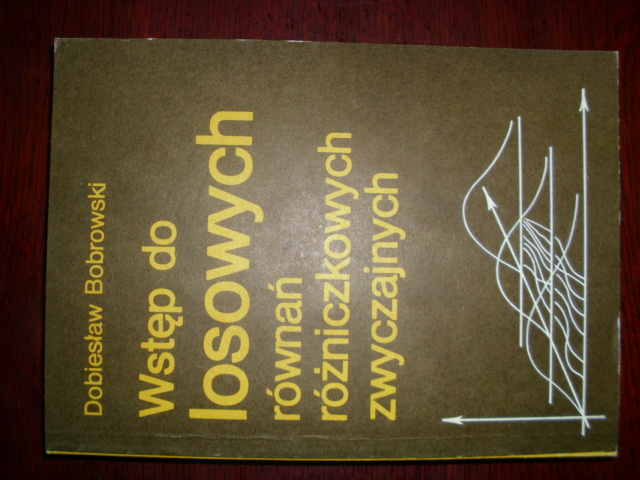 Dobiesław Bobrowski
Wstęp do
losowych
równań
różniczkowych
zwyczajnych